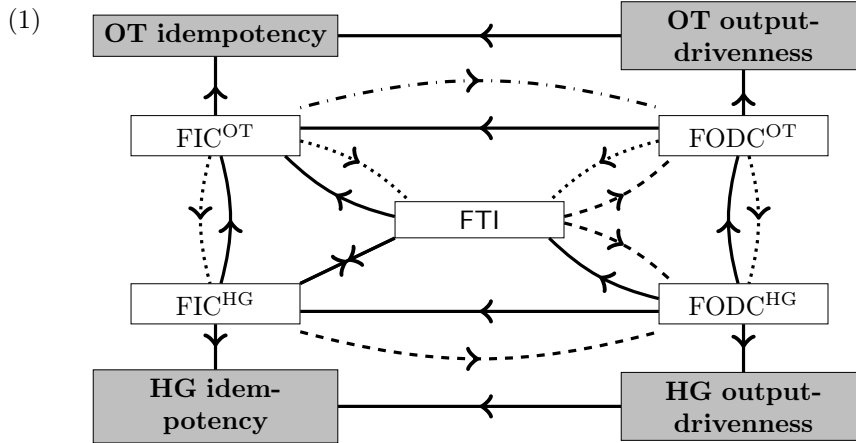 (1)
OT idempotency
OT output-
drivenness
FIC^OT
FODC^OT
FTI
FIC^HG
FODC^HG
HG idem-
potency
HG output-
drivenness